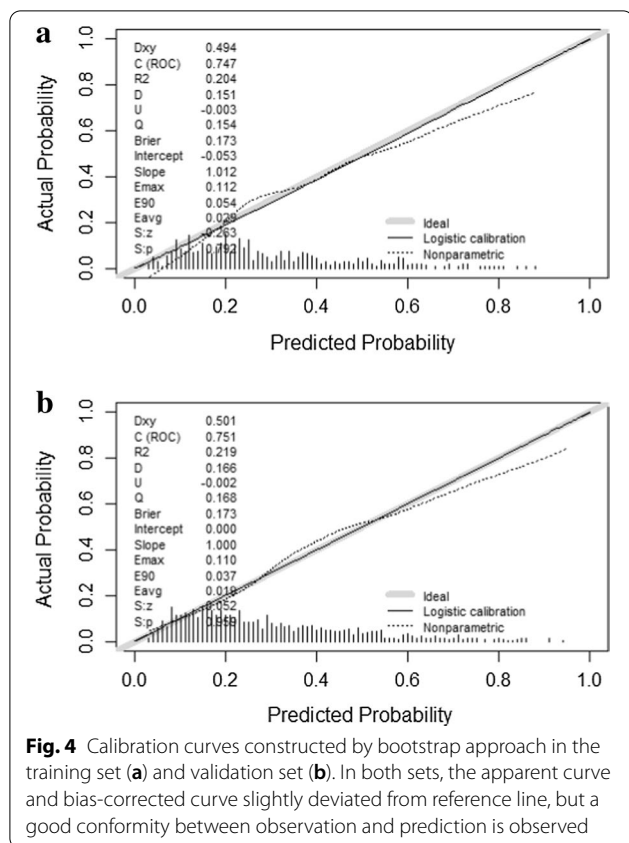 a
Actual Probability
1.0
0.8
0.6
0.4
0.2
0.0
Dxy 0.494
C (ROC) 0.747
R2 0.204
D 0.151
U -0.003
Q 0.154
Brier 0.173
Intercept -0.053
Slope 1.012
Emax 0.112
E90 0.054
Eavg 0.029
S:z -0.263
S:p 0.792
Ideal
Logistic calibration
Nonparametric
0.0 0.2 0.4 0.6 0.8 1.0
Predicted Probability
b
Actual Probability
1.0
0.8
0.6
0.4
0.2
0.0
Dxy 0.501
C (ROC) 0.751
R2 0.219
D 0.166
U -0.002
Q 0.168
Brier 0.173
Intercept 0.000
Slope 1.000
Emax 0.110
E90 0.037
Eavg 0.019
S:z 0.052
S:p 0.959
Ideal
Logistic calibration
Nonparametric
0.0 0.2 0.4 0.6 0.8 1.0
Predicted Probability
Fig. 4 Calibration curves constructed by bootstrap approach in the
training set (a) and validation set (b). In both sets, the apparent curve
and bias-corrected curve slightly deviated from reference line, but a
good conformity between observation and prediction is observed